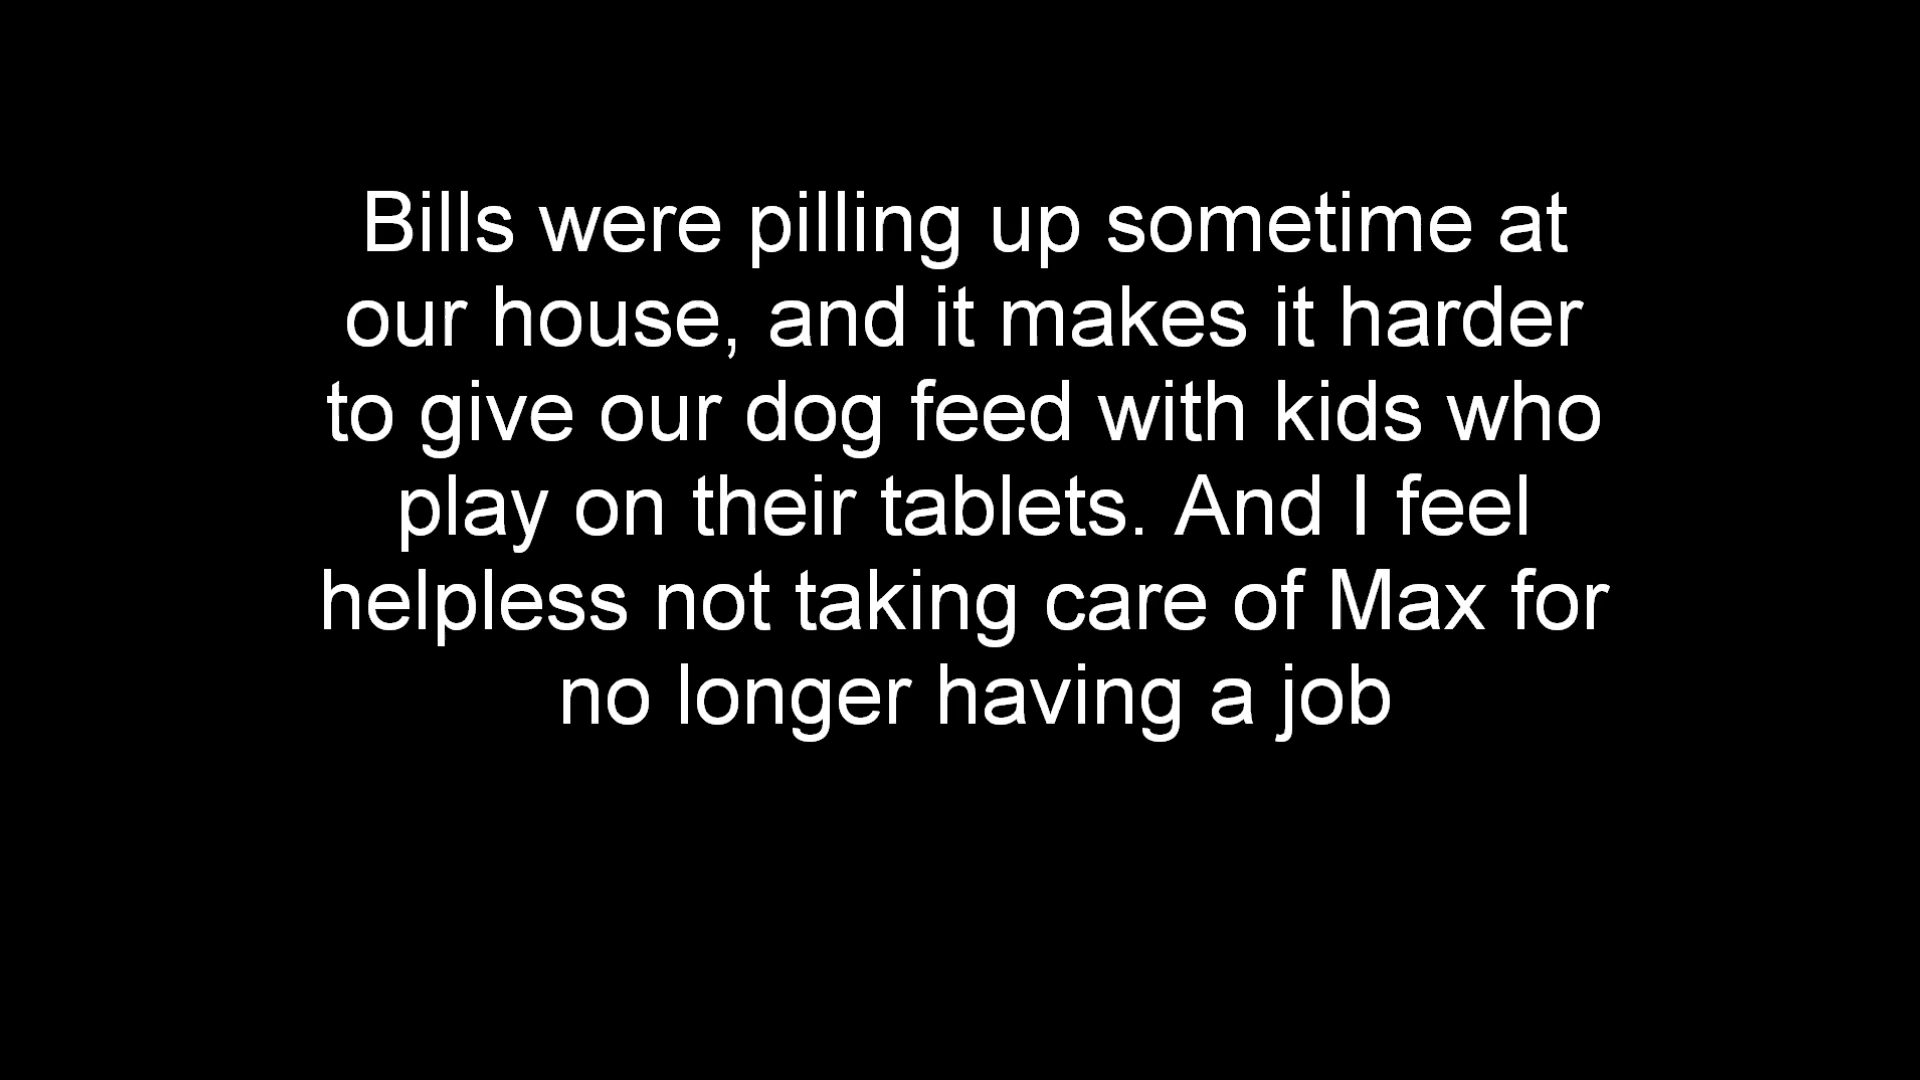 Bills were pilling up sometime at
our house, and it makes it harder
to give our dog feed with kids who
play on their tablets. And I feel
helpless not taking care of Max for
no longer having a job